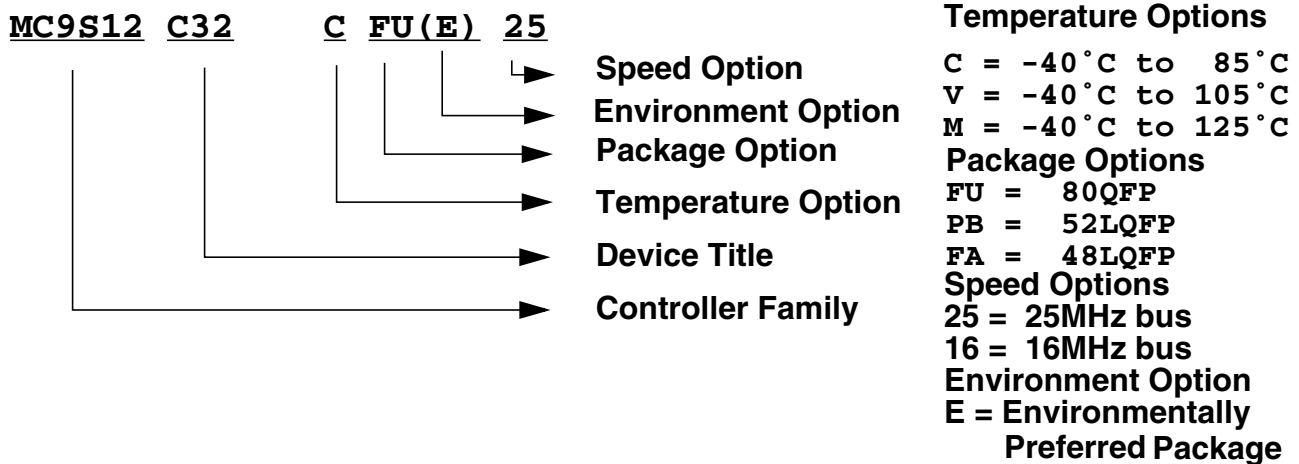 MC9S12 C32 C FU(E) 25
Speed Option
Environment Option
Package Option
Temperature Option
Device Title
Controller Family
Temperature Options
C = -40˚C to 85˚C
V = -40˚C to 105˚C
M = -40˚C to 125˚C
Package Options
FU = 80QFP
PB = 52LQFP
FA = 48LQFP
Speed Options
25 = 25MHz bus
16 = 16MHz bus
Environment Option
E = Environmentally
Preferred Package